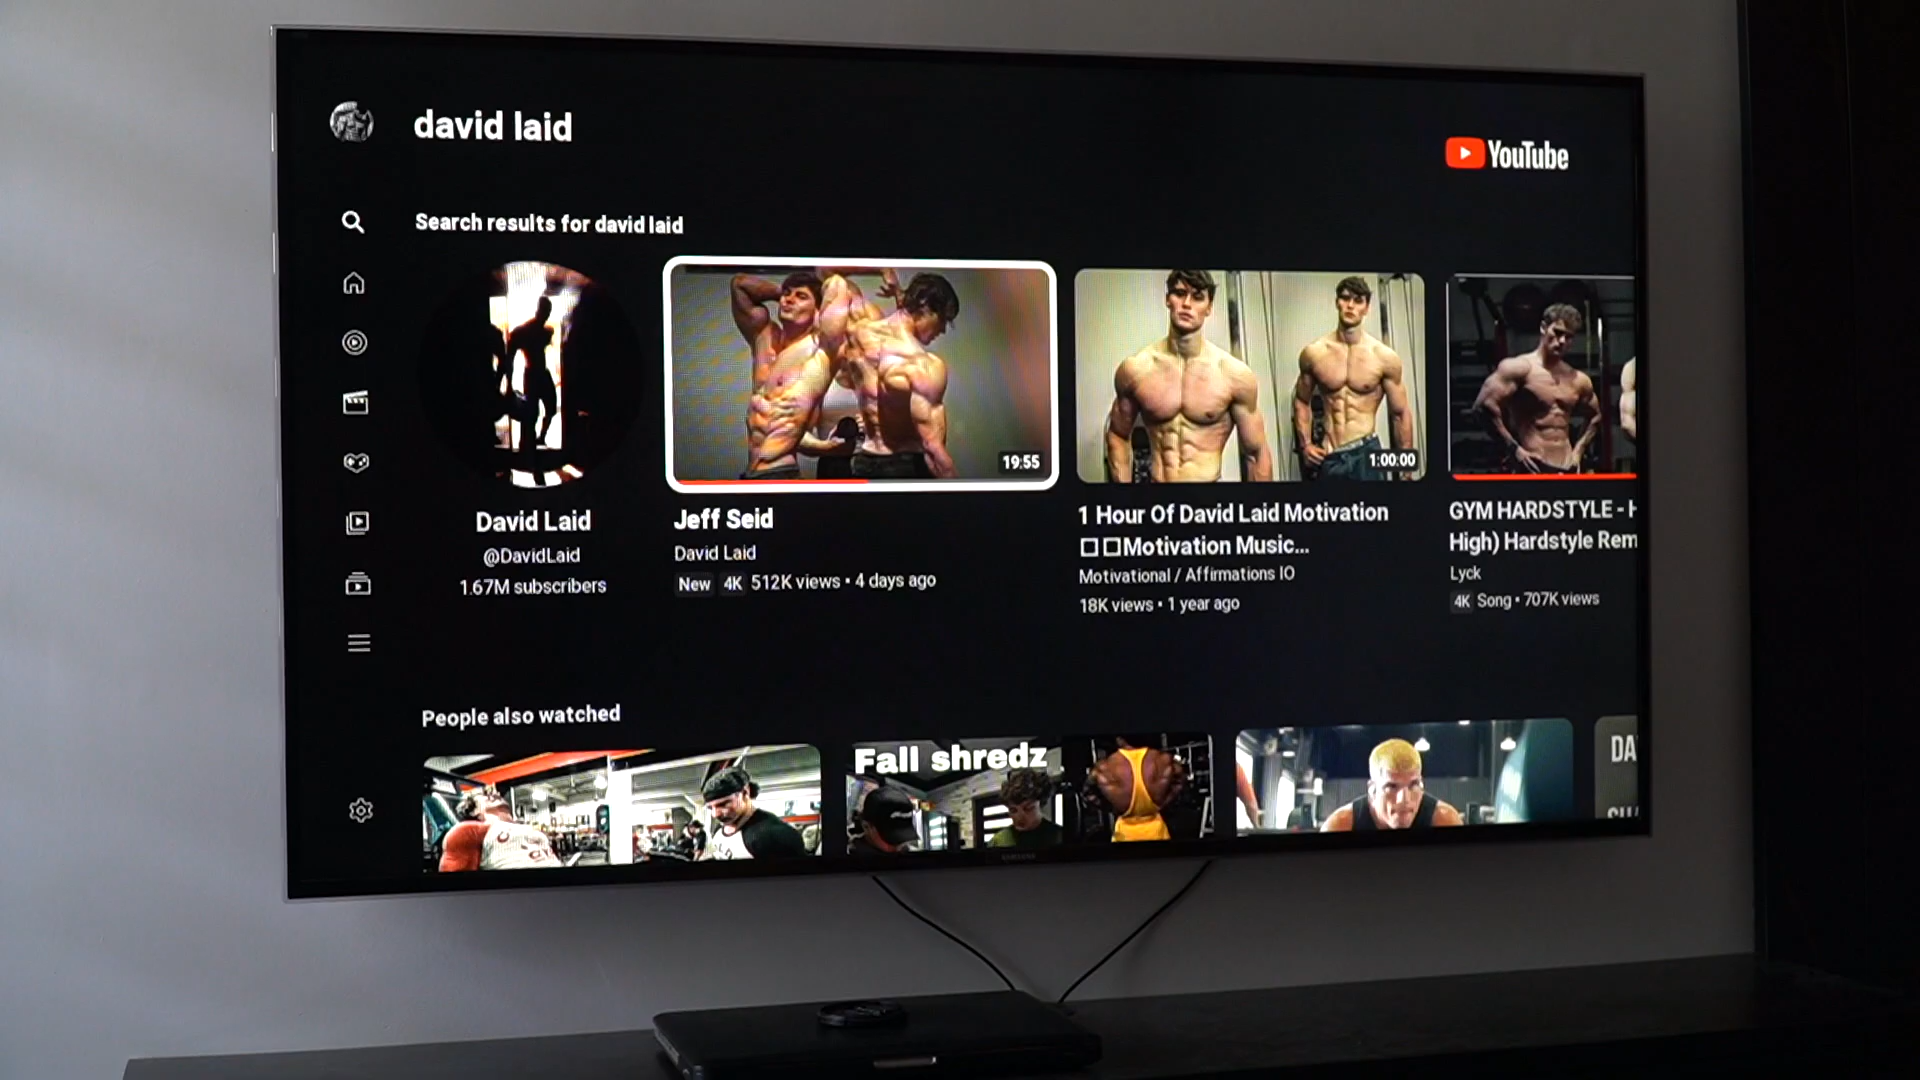 david laid
YouTube
Search results for david laid
19:55
1:00:00
David Laid
@DavidLaid
1.67M subscribers
Jeff Seid
David Laid
New 4K 512K views • 4 days ago
1 Hour Of David Laid Motivation
Motivation Music...
Motivational / Affirmations IO
18K views • 1 year ago
GYM HARDSTYLE - H
High) Hardstyle Rem
Lyck
4K Song • 707K views
People also watched
Fall shredz
DA
SAMSUNG